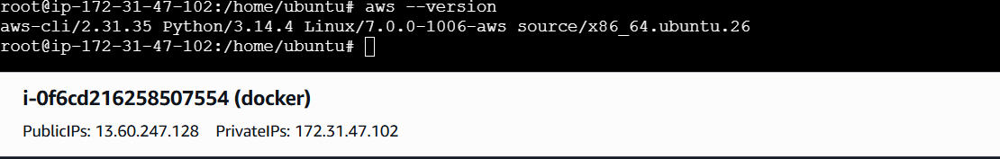 root@ip-172-31-47-102:/home/ubuntu# aws --version
aws-cli/2.31.35 Python/3.14.4 Linux/7.0.0-1006-aws source/x86_64.ubuntu.26
root@ip-172-31-47-102:/home/ubuntu#
i-0f6cd216258507554 (docker)
PublicIPs: 13.60.247.128 PrivateIPs: 172.31.47.102